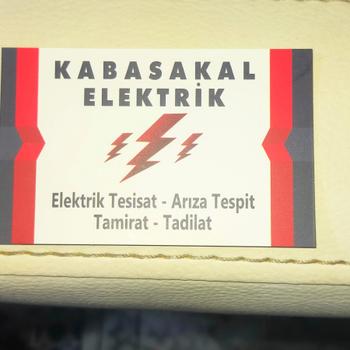 KABASAKAL
ELEKTRİK
Elektrik Tesisat - Arıza Tespit
Tamirat - Tadilat